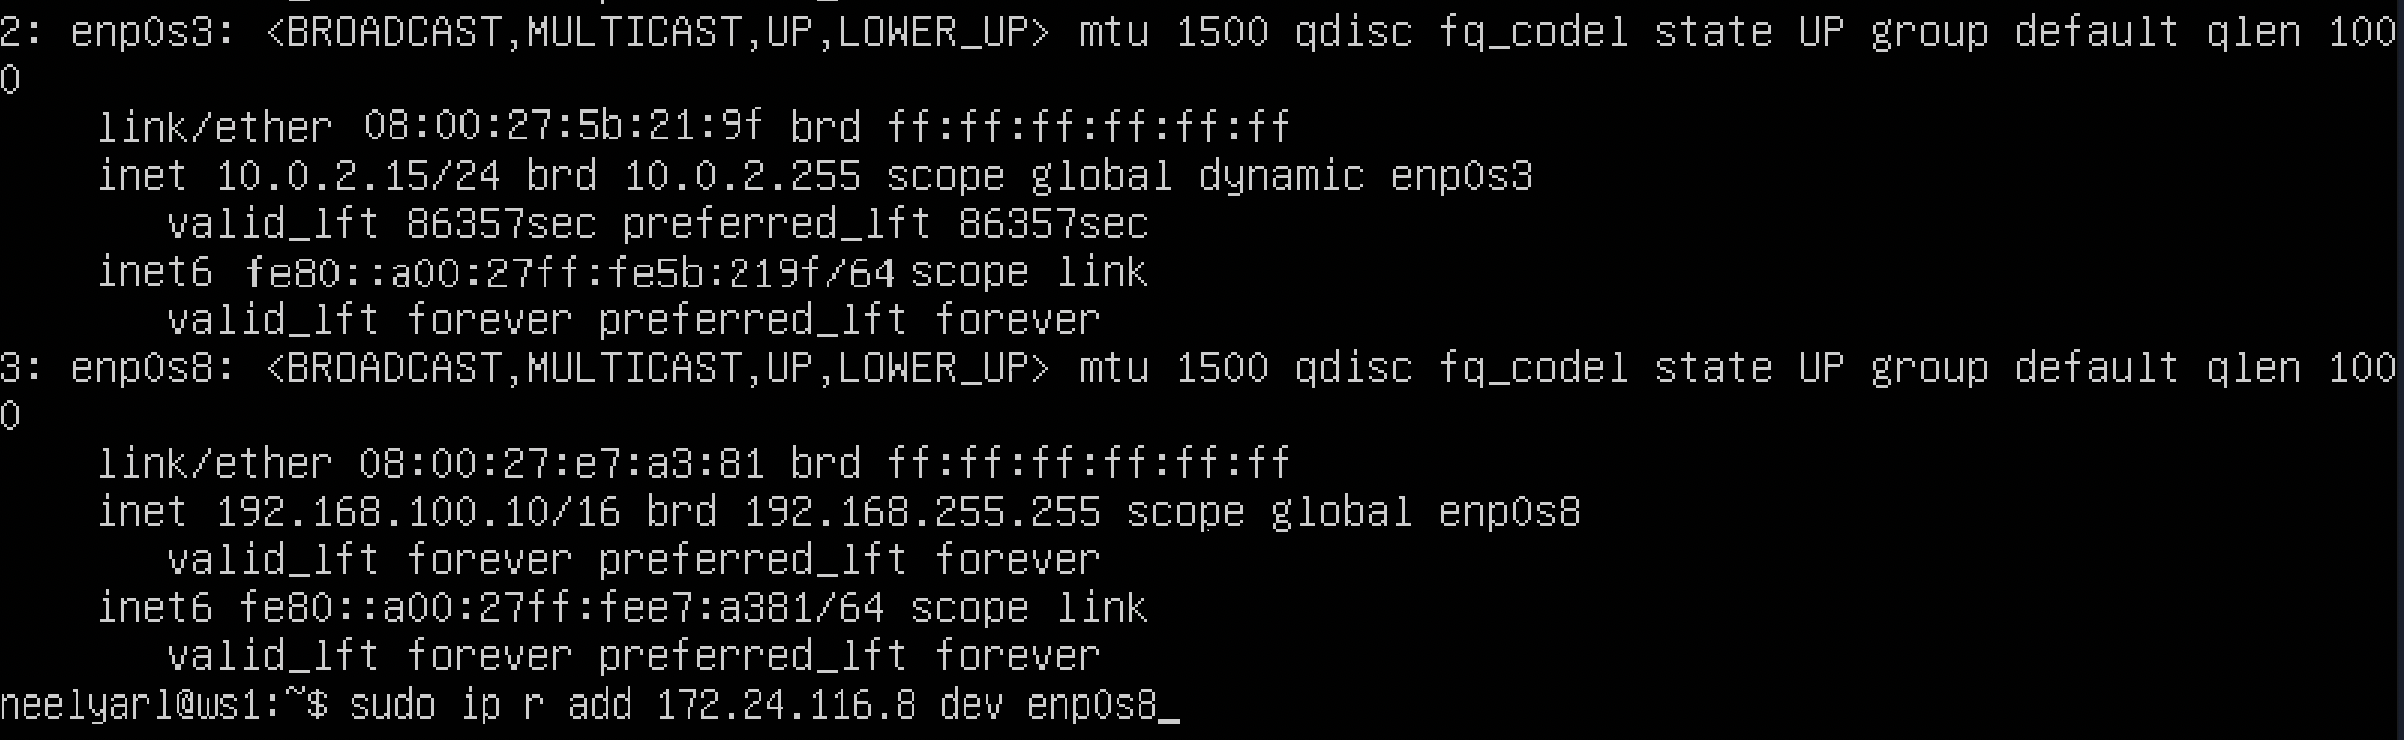 2: enp0s3: <BROADCAST,MULTICAST,UP,LOWER_UP> mtu 1500 qdisc fq_codel state UP group default qlen 100
0
link/ether 08:00:27:5b:21:9f brd ff:ff:ff:ff:ff:ff
inet 10.0.2.15/24 brd 10.0.2.255 scope global dynamic enp0s3
valid_lft 86357sec preferred_lft 86357sec
inet6 fe80::a00:27ff:fe5b:219f/64 scope link
valid_lft forever preferred_lft forever
3: enp0s8: <BROADCAST,MULTICAST,UP,LOWER_UP> mtu 1500 qdisc fq_codel state UP group default qlen 100
0
link/ether 08:00:27:e7:a3:81 brd ff:ff:ff:ff:ff:ff
inet 192.168.100.10/16 brd 192.168.255.255 scope global enp0s8
valid_lft forever preferred_lft forever
inet6 fe80::a00:27ff:fee7:a381/64 scope link
valid_lft forever preferred_lft forever
neelyarl@ws1:~$ sudo ip r add 172.24.116.8 dev enp0s8_